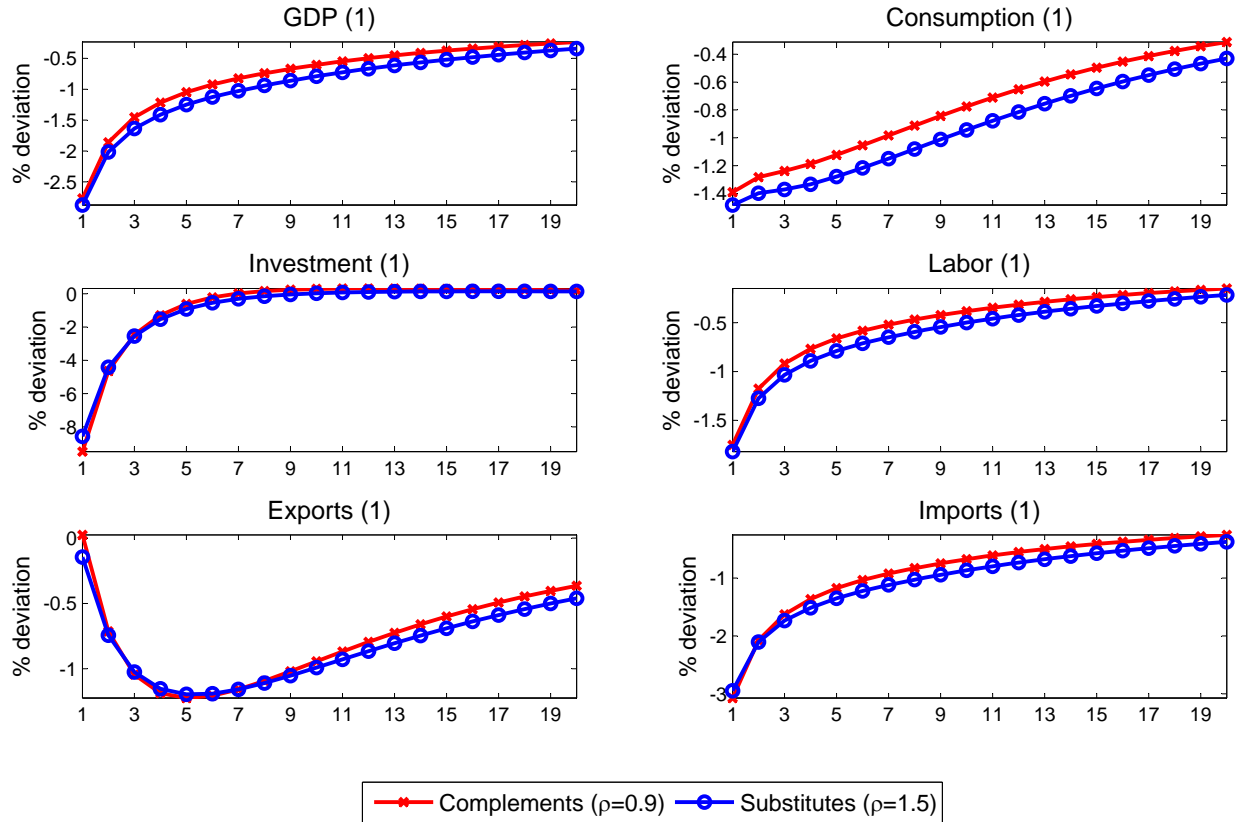 GDP (1)
% deviation
-0.5
-1
-1.5
-2
-2.5
1 3 5 7 9 11 13 15 17 19
Consumption (1)
% deviation
-0.4
-0.6
-0.8
-1
-1.2
-1.4
1 3 5 7 9 11 13 15 17 19
Investment (1)
% deviation
0
-2
-4
-6
-8
1 3 5 7 9 11 13 15 17 19
Labor (1)
% deviation
-0.5
-1
-1.5
1 3 5 7 9 11 13 15 17 19
Exports (1)
% deviation
0
-0.5
-1
1 3 5 7 9 11 13 15 17 19
Imports (1)
% deviation
-1
-2
-3
1 3 5 7 9 11 13 15 17 19
Complements (ρ=0.9) Substitutes (ρ=1.5)